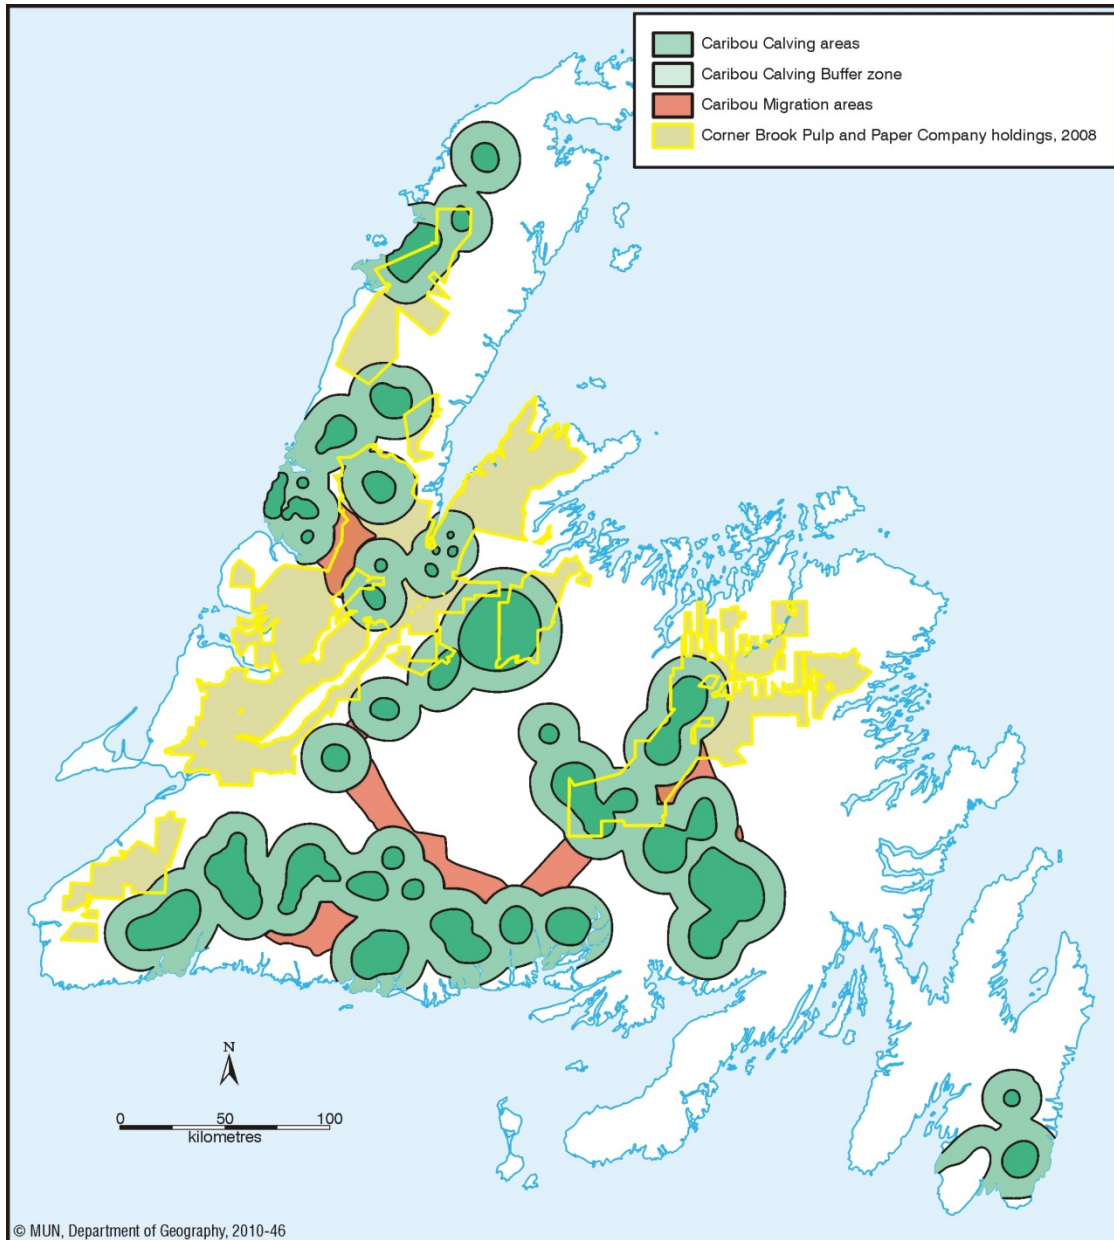 Caribou Calving areas
Caribou Calving Buffer zone
Caribou Migration areas
Corner Brook Pulp and Paper Company holdings, 2008
N
0 50 100
kilometres
© MUN, Department of Geography, 2010-46